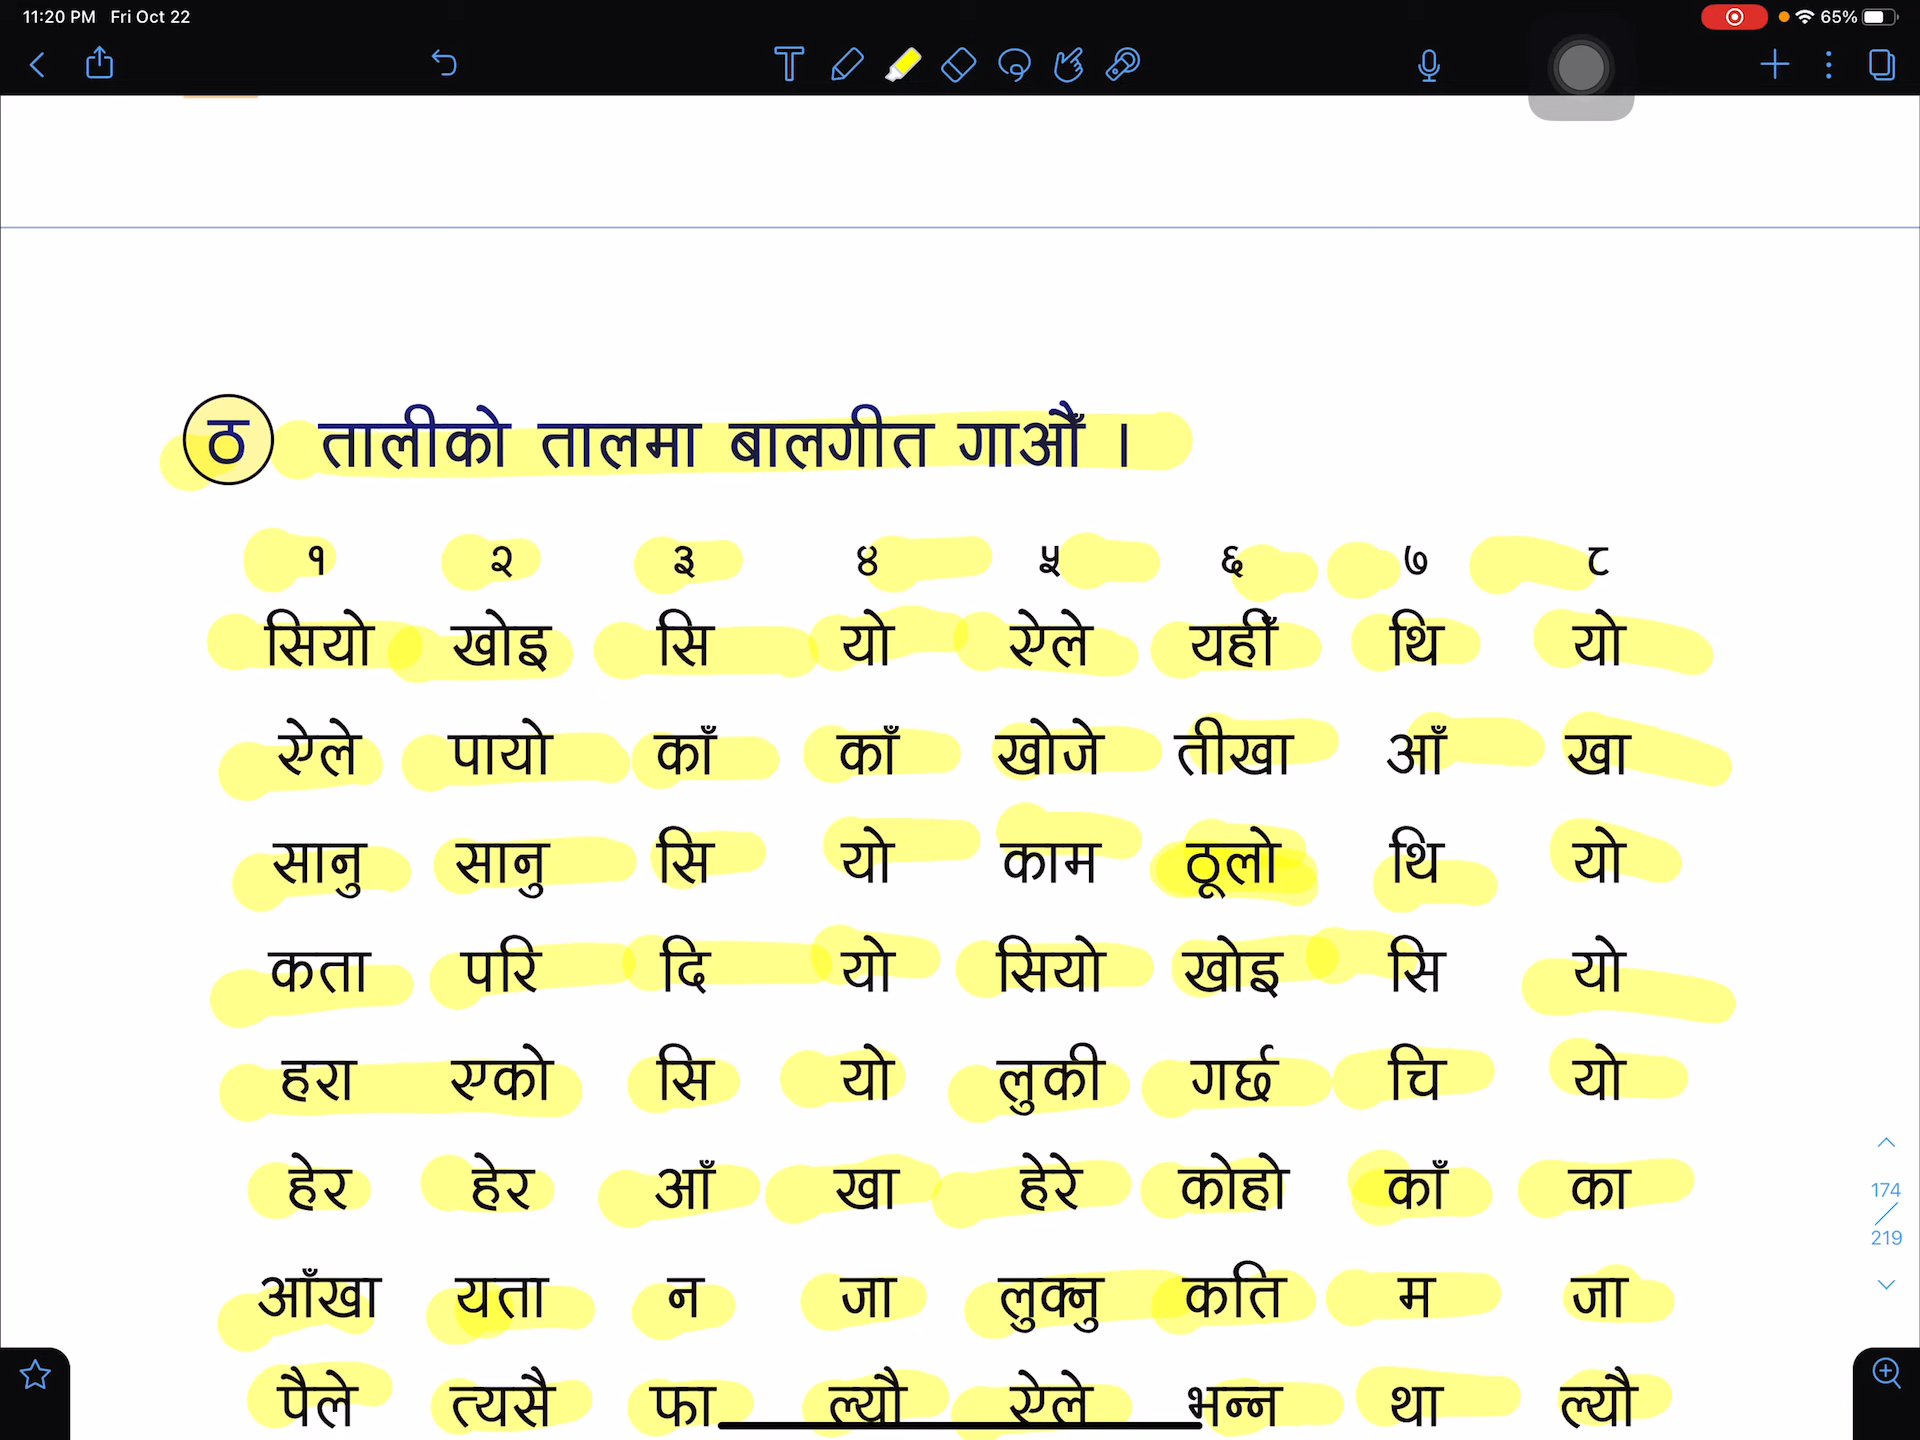 11:20 PM Fri Oct 22 65%
ठ तालीको तालमा बालगीत गाऔँ ।
१ २ ३ ४ ५ ६ ७ ८
सियो खोइ सि यो ऐले यहीँ थि यो
ऐले पायो काँ काँ खोजे तीखा आँ खा
सानु सानु सि यो काम ठूलो थि यो
कता परि दि यो सियो खोइ सि यो
हरा एको सि यो लुकी गर्छ चि यो
हेर हेर आँ खा हेरे कोहो काँ का
आँखा यता न जा लुक्नु कति म जा
पैले त्यसै फा ल्यौ ऐले भन्न था ल्यौ
174
/
219